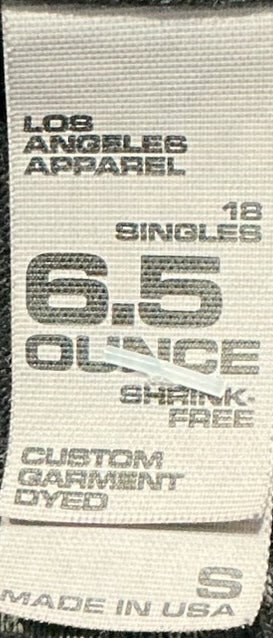 LOS
ANGELES
APPAREL
18
SINGLES
6.5
OUNCE
SHRINK-
FREE
CUSTOM
GARMENT
DYED
S
MADE IN USA